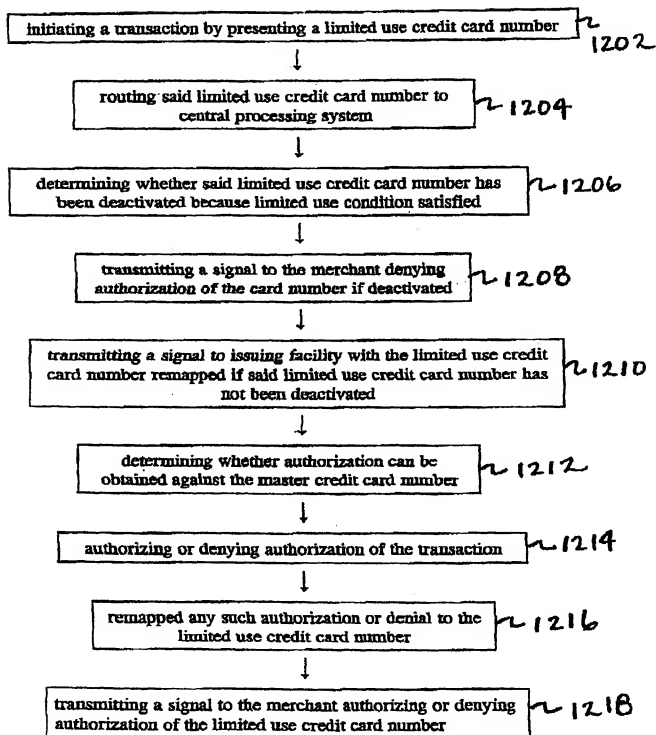 initiating a transaction by presenting a limited use credit card number
1202
routing said limited use credit card number to
central processing system
1204
determining whether said limited use credit card number has
been deactivated because limited use condition satisfied
1206
transmitting a signal to the merchant denying
authorization of the card number if deactivated
1208
transmitting a signal to issuing facility with the limited use credit
card number remapped if said limited use credit card number has
not been deactivated
1210
determining whether authorization can be
obtained against the master credit card number
1212
authorizing or denying authorization of the transaction
1214
remapped any such authorization or denial to the
limited use credit card number
1216
transmitting a signal to the merchant authorizing or denying
authorization of the limited use credit card number
1218